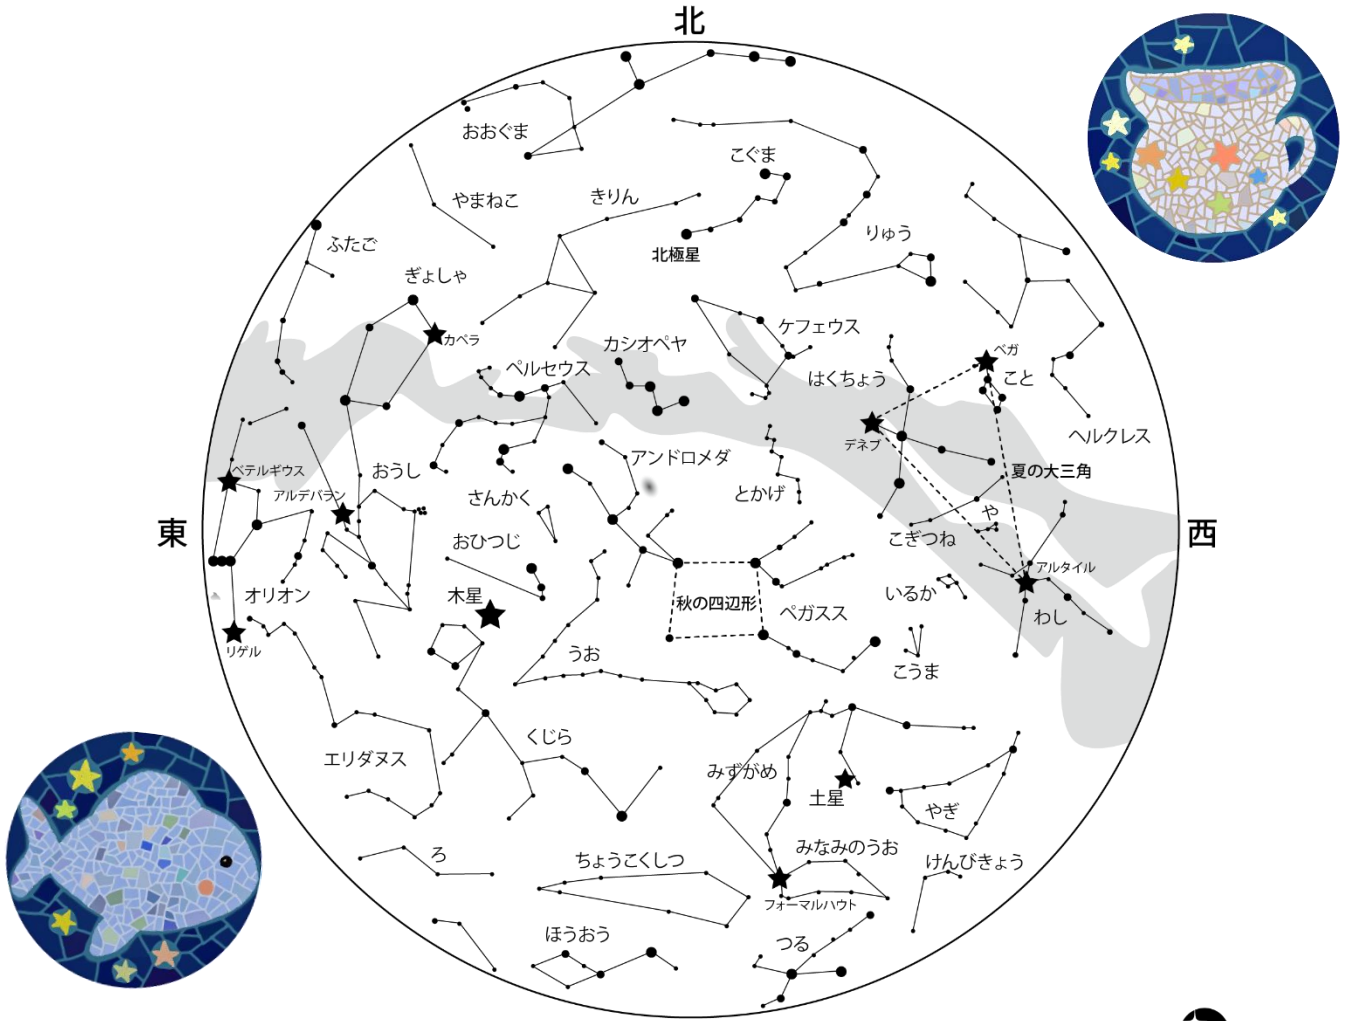 北
おおぐま
こぐま
やまねこ
きりん
りゅう
ふたご
北極星
ぎょしゃ
カペラ
ケフェウス
カシオペヤ
ペルセウス
ベガ
こと
はくちょう
デネブ
ヘルクレス
アンドロメダ
夏の大三角
ベテルギウス
おうし
アルデバラン
さんかく
とかげ
や
こぎつね
東
西
おひつじ
アルタイル
オリオン
木星
秋の四辺形
ペガスス
いるか
わし
リゲル
うお
こうま
くじら
エリダヌス
みずがめ
土星
やぎ
ろ
ちょうこくしつ
みなみのうお
けんびきょう
フォーマルハウト
ほうおう
つる